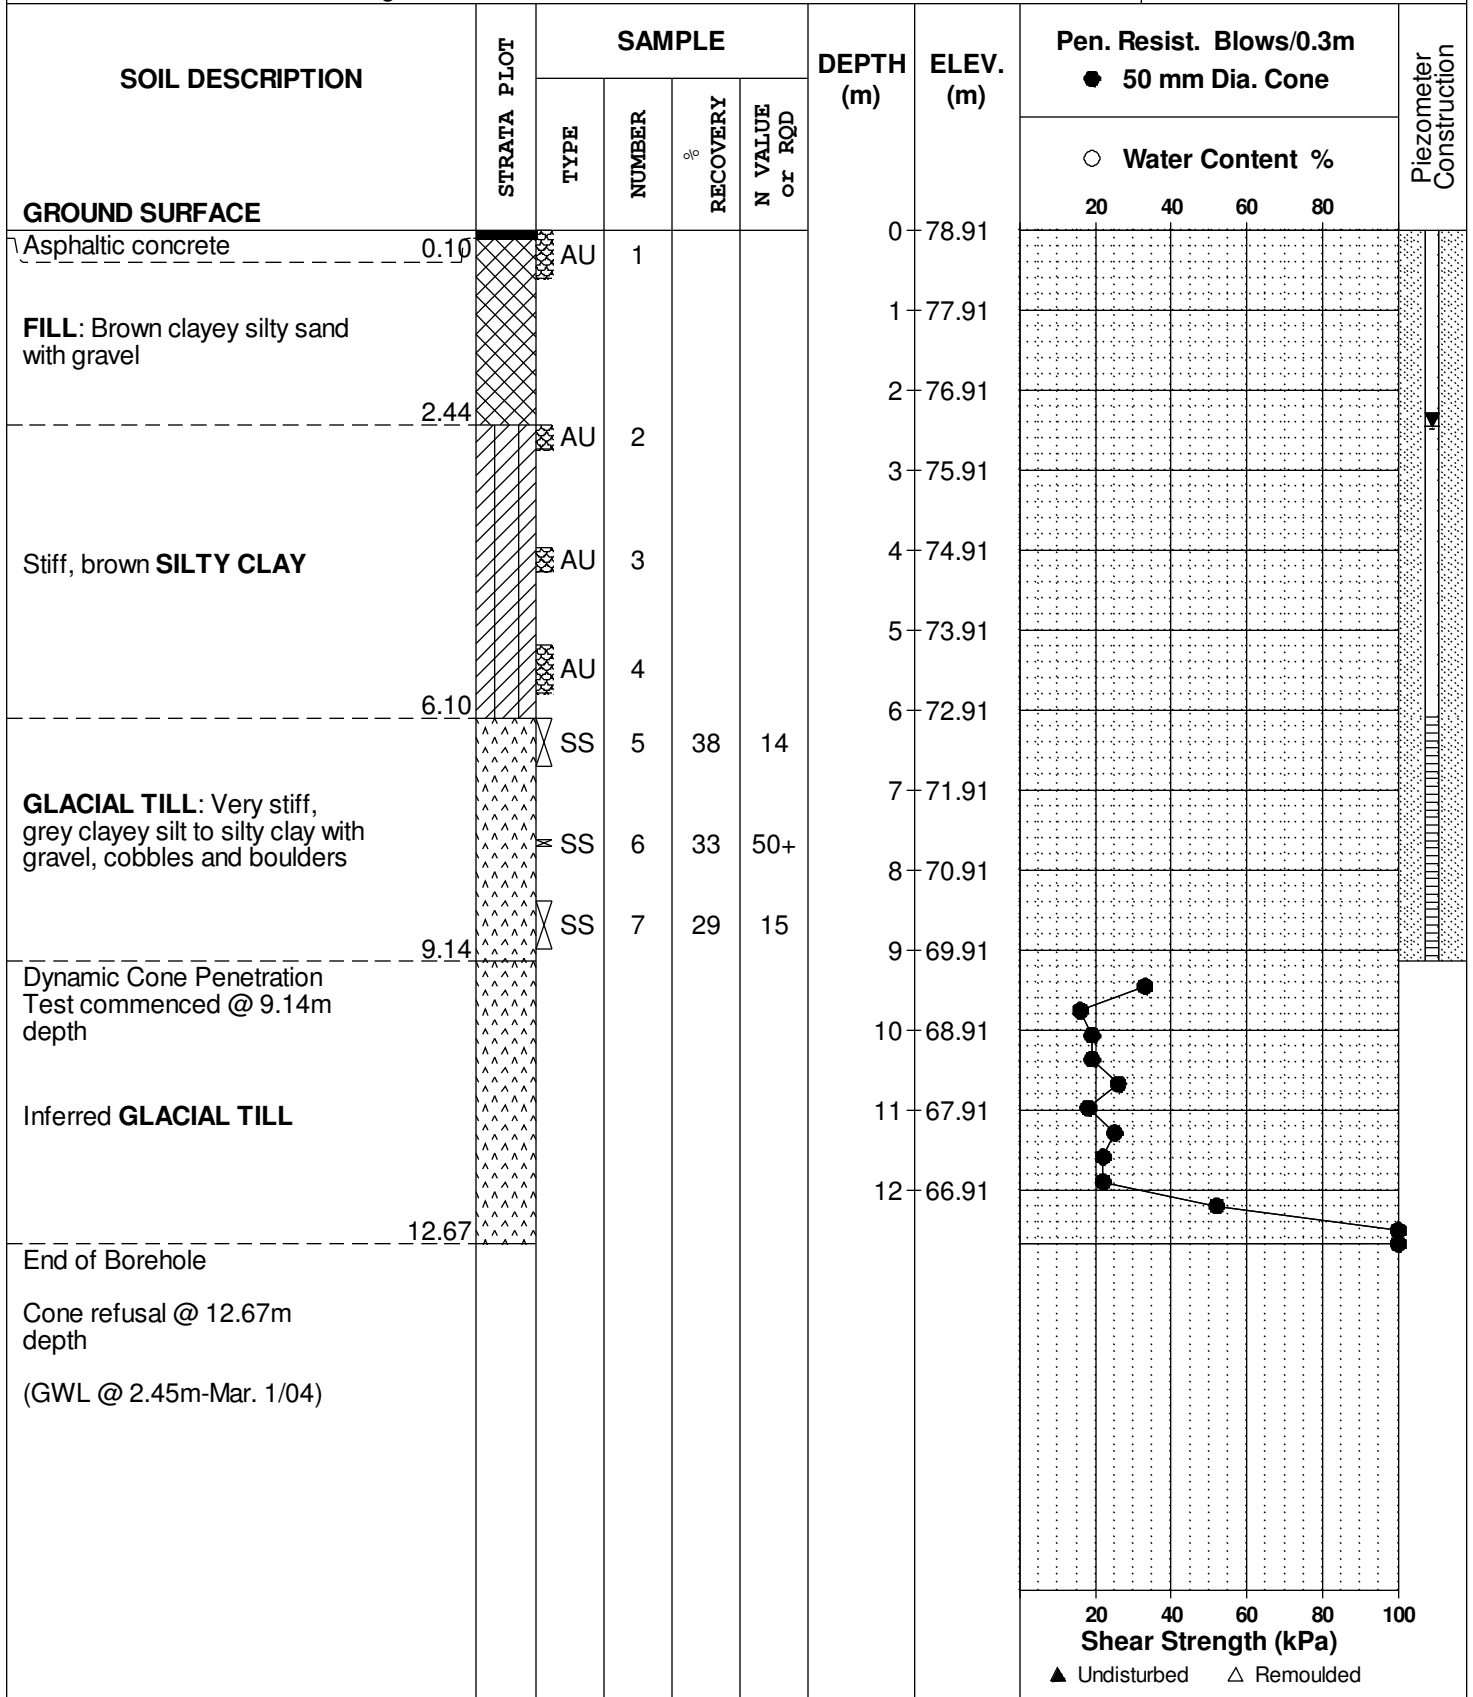 SOIL DESCRIPTION
GROUND SURFACE
STRATA PLOT
SAMPLE
TYPE
NUMBER
%
RECOVERY
N VALUE
or RQD
DEPTH
(m)
ELEV.
(m)
Pen. Resist. Blows/0.3m
● 50 mm Dia. Cone
○ Water Content %
20 40 60 80
Piezometer
Construction
Asphaltic concrete 0.10
FILL: Brown clayey silty sand
with gravel
2.44
Stiff, brown SILTY CLAY
6.10
GLACIAL TILL: Very stiff,
grey clayey silt to silty clay with
gravel, cobbles and boulders
9.14
Dynamic Cone Penetration
Test commenced @ 9.14m
depth
Inferred GLACIAL TILL
12.67
End of Borehole
Cone refusal @ 12.67m
depth
(GWL @ 2.45m-Mar. 1/04)
AU 1
AU 2
AU 3
AU 4
SS 5 38 14
SS 6 33 50+
SS 7 29 15
0 78.91
1 77.91
2 76.91
3 75.91
4 74.91
5 73.91
6 72.91
7 71.91
8 70.91
9 69.91
10 68.91
11 67.91
12 66.91
20 40 60 80 100
Shear Strength (kPa)
▲ Undisturbed △ Remoulded